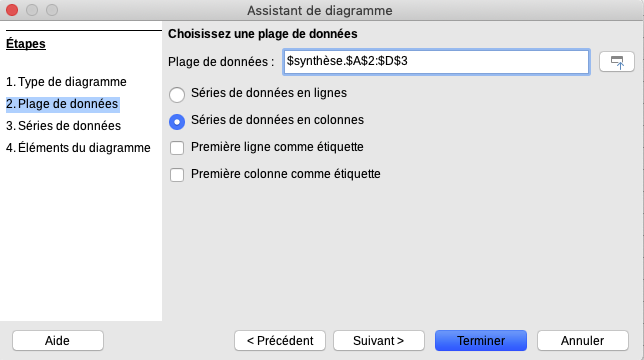 Assistant de diagramme
Étapes
1. Type de diagramme
2. Plage de données
3. Séries de données
4. Éléments du diagramme
Choisissez une plage de données
Plage de données : $synthèse.$A$2:$D$3
Séries de données en lignes
Séries de données en colonnes
Première ligne comme étiquette
Première colonne comme étiquette
Aide < Précédent Suivant > Terminer Annuler